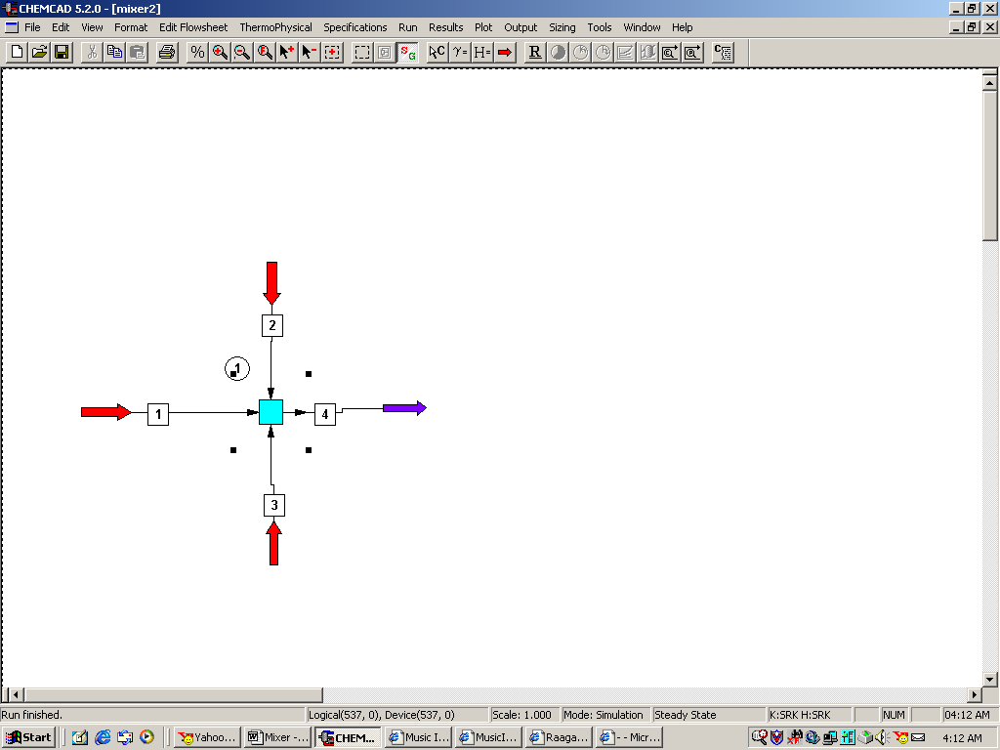 CHEMCAD 5.2.0 - [mixer2]
File Edit View Format Edit Flowsheet ThermoPhysical Specifications Run Results Plot Output Sizing Tools Window Help
% S G C γ= H= R C
2
1
1 4
3
Run finished. Logical(537, 0), Device(537, 0) Scale: 1.000 Mode: Simulation Steady State K:SRK H:SRK NUM 04:12 AM
Start Yahoo... Mixer -... CHEM... Music I... MusicI... Raaga... - - Micr... 4:12 AM